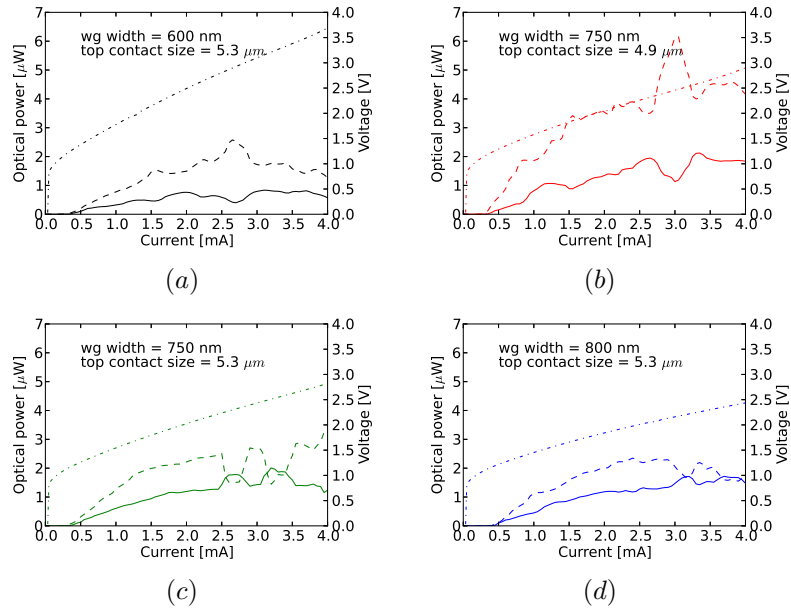 wg width = 600 nm
top contact size = 5.3 μm
Optical power [μW]
7
6
5
4
3
2
1
0
4.0
3.5
3.0
2.5
2.0
1.5
1.0
0.5
0.0
Voltage [V]
0.0 0.5 1.0 1.5 2.0 2.5 3.0 3.5 4.0
Current [mA]
(a)
wg width = 750 nm
top contact size = 4.9 μm
Optical power [μW]
7
6
5
4
3
2
1
0
4.0
3.5
3.0
2.5
2.0
1.5
1.0
0.5
0.0
Voltage [V]
0.0 0.5 1.0 1.5 2.0 2.5 3.0 3.5 4.0
Current [mA]
(b)
wg width = 750 nm
top contact size = 5.3 μm
Optical power [μW]
7
6
5
4
3
2
1
0
4.0
3.5
3.0
2.5
2.0
1.5
1.0
0.5
0.0
Voltage [V]
0.0 0.5 1.0 1.5 2.0 2.5 3.0 3.5 4.0
Current [mA]
(c)
wg width = 800 nm
top contact size = 5.3 μm
Optical power [μW]
7
6
5
4
3
2
1
0
4.0
3.5
3.0
2.5
2.0
1.5
1.0
0.5
0.0
Voltage [V]
0.0 0.5 1.0 1.5 2.0 2.5 3.0 3.5 4.0
Current [mA]
(d)